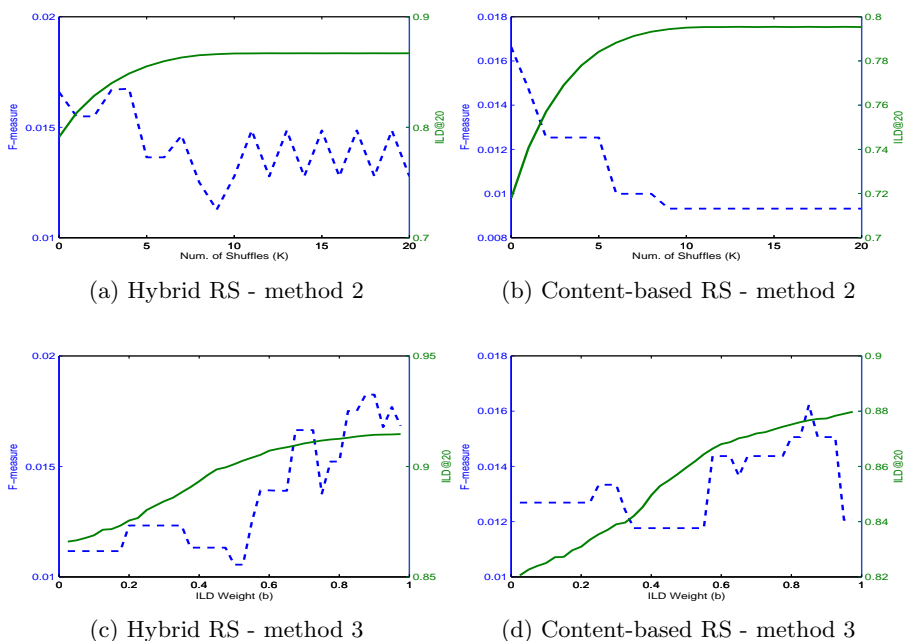 0.02 0.9
0.015 0.8
0.01 0.7
F-measure
ILD@20
0 5 10 15 20
Num. of Shuffles (K)
(a) Hybrid RS - method 2
0.018 0.8
0.016 0.78
0.014 0.76
0.012 0.74
0.01 0.72
0.008 0.7
F-measure
ILD@20
0 5 10 15 20
Num. of Shuffles (K)
(b) Content-based RS - method 2
0.02 0.95
0.015 0.9
0.01 0.85
F-measure
ILD@20
0 0.2 0.4 0.6 0.8 1
ILD Weight (b)
(c) Hybrid RS - method 3
0.018 0.9
0.016 0.88
0.014 0.86
0.012 0.84
0.01 0.82
F-measure
ILD@20
0 0.2 0.4 0.6 0.8 1
ILD Weight (b)
(d) Content-based RS - method 3